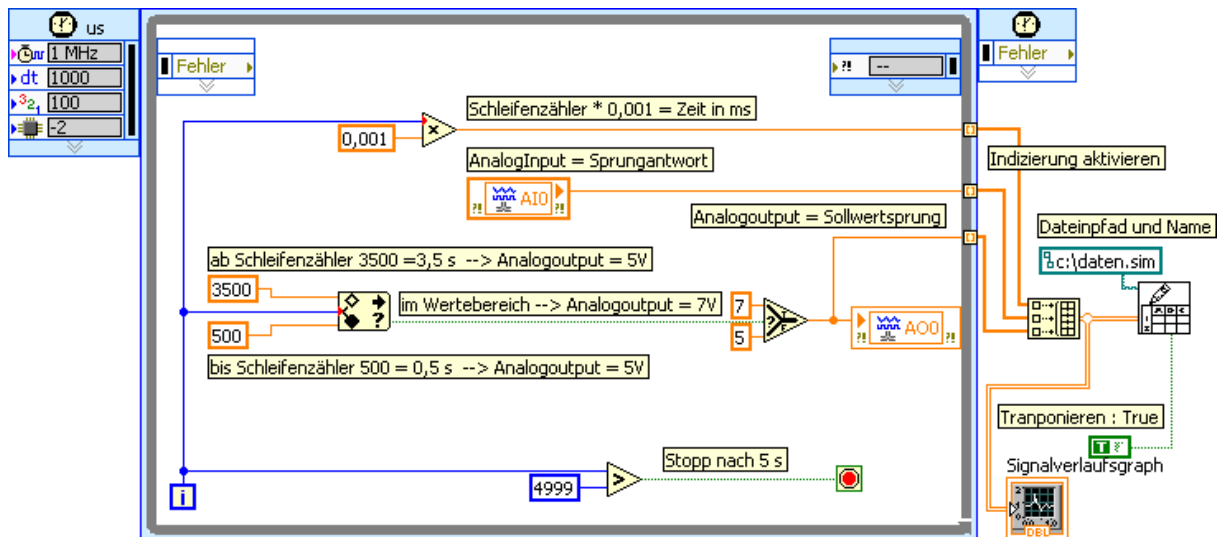 us
1 MHz
dt 1000
321 100
-2
Fehler
?! --
Fehler
Schleifenzähler * 0,001 = Zeit in ms
0,001
x
AnalogInput = Sprungantwort
?! AI0 ?!
Indizierung aktivieren
Analogoutput = Sollwertsprung
Dateinpfad und Name
c:\daten.sim
ab Schleifenzähler 3500 =3,5 s --> Analogoutput = 5V
3500
im Wertebereich --> Analogoutput = 7V
7
?
500
5
?
?! AO0 ?!
bis Schleifenzähler 500 = 0,5 s --> Analogoutput = 5V
Tranponieren : True
T
Stopp nach 5 s
Signalverlaufsgraph
4999
>
i
DBL